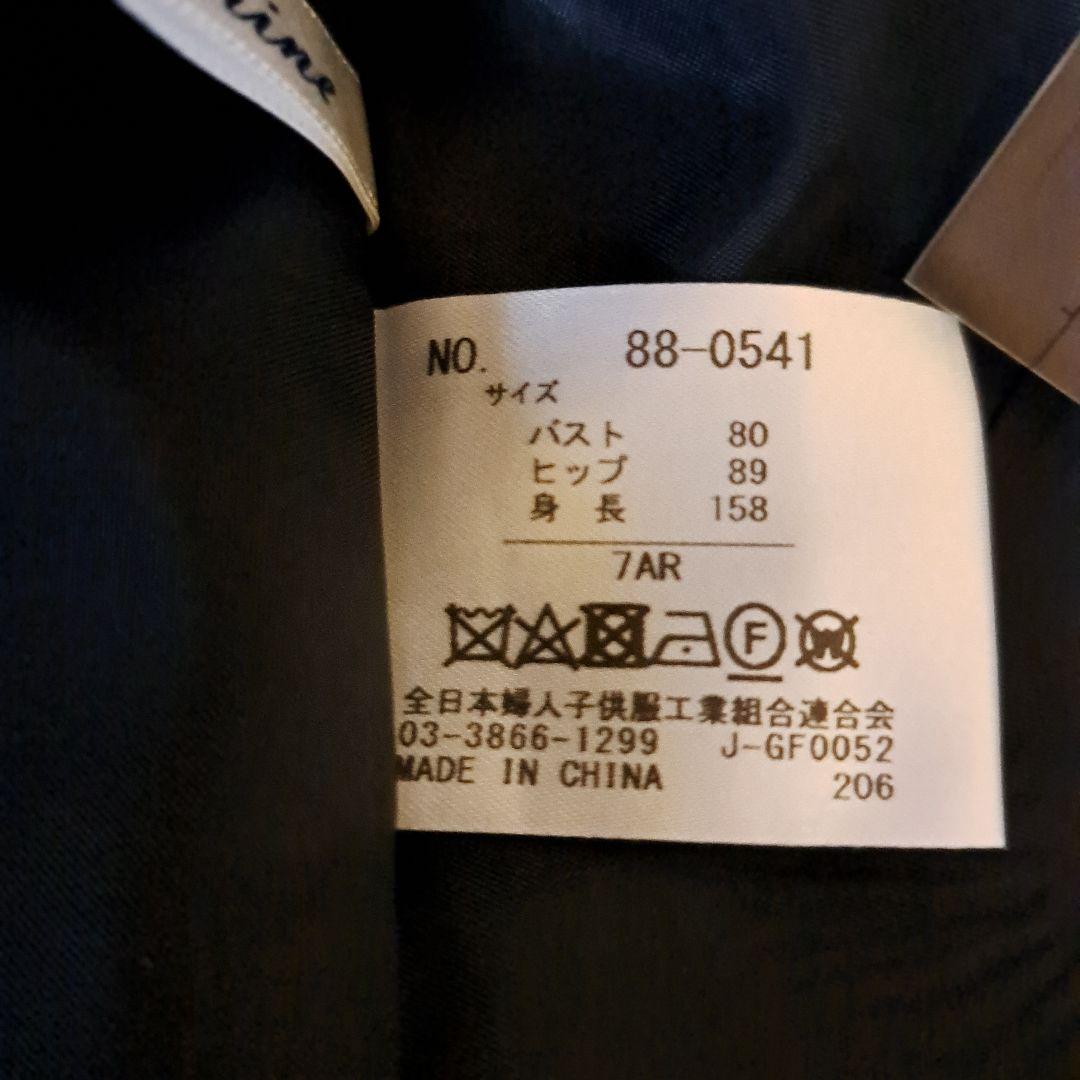 NO. 88-0541
サイズ
バスト 80
ヒップ 89
身長 158
7AR
F W
全日本婦人子供服工業組合連合会
03-3866-1299 J-GF0052
MADE IN CHINA 206